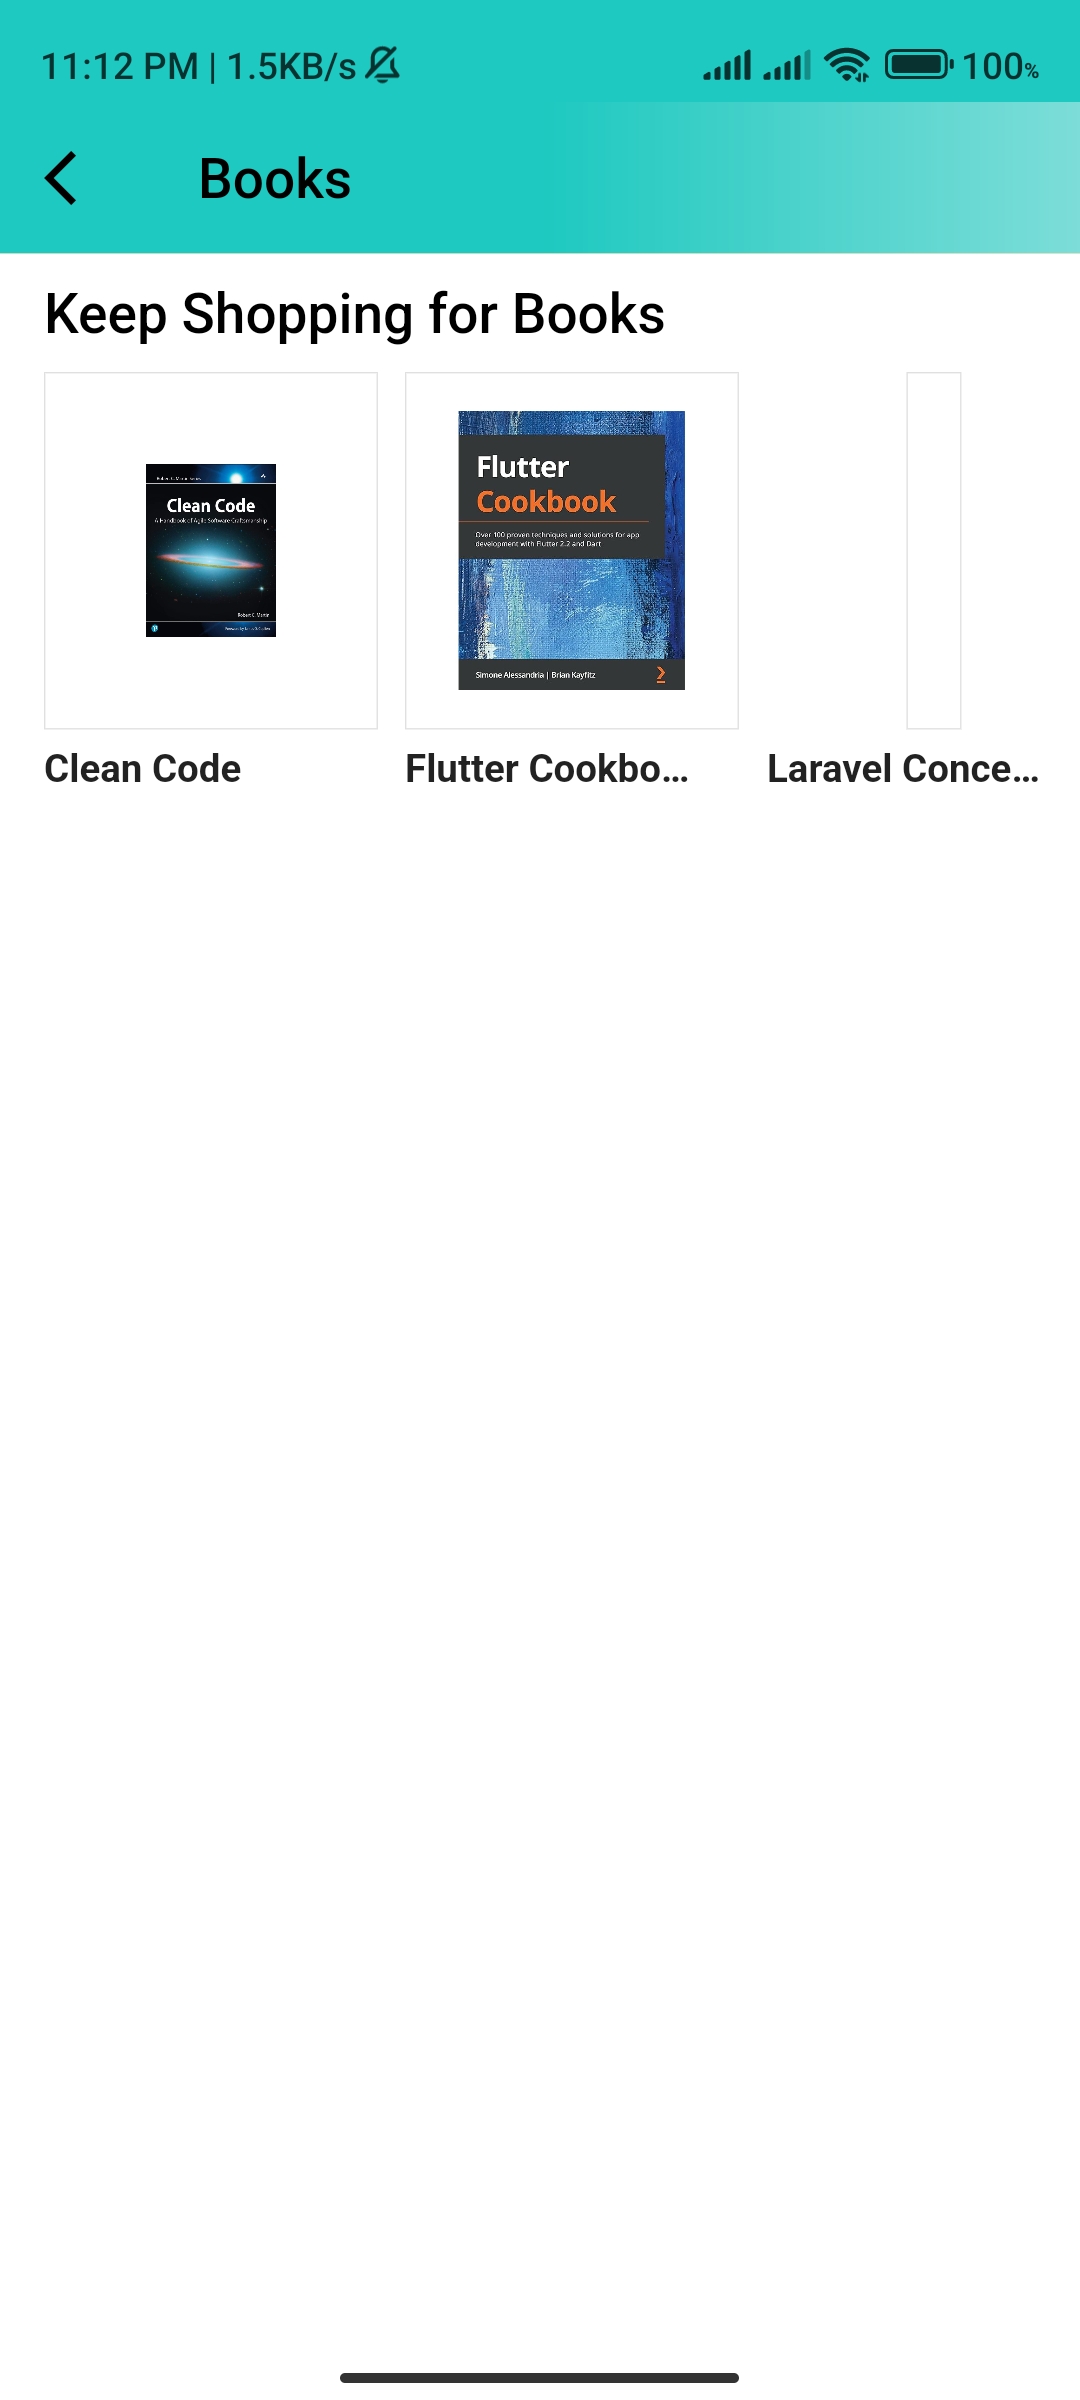 11:12 PM | 1.5KB/s
100%
Books
Keep Shopping for Books
Clean Code
A Handbook of Agile Software Craftsmanship
Robert C. Martin
Flutter
Cookbook
Over 100 proven techniques and solutions for app
development with Flutter 2.2 and Dart
Simone Alessandria | Brian Kayfitz
Clean Code
Flutter Cookbo...
Laravel Conce...